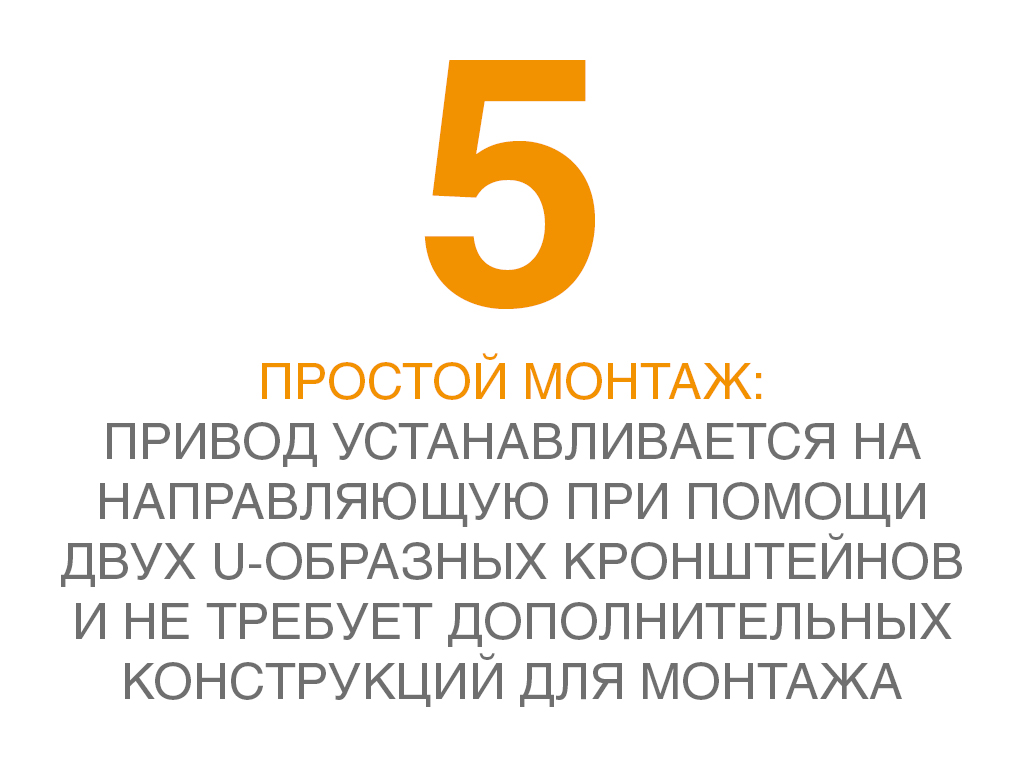 5
ПРОСТОЙ МОНТАЖ:
ПРИВОД УСТАНАВЛИВАЕТСЯ НА
НАПРАВЛЯЮЩУЮ ПРИ ПОМОЩИ
ДВУХ U-ОБРАЗНЫХ КРОНШТЕЙНОВ
И НЕ ТРЕБУЕТ ДОПОЛНИТЕЛЬНЫХ
КОНСТРУКЦИЙ ДЛЯ МОНТАЖА